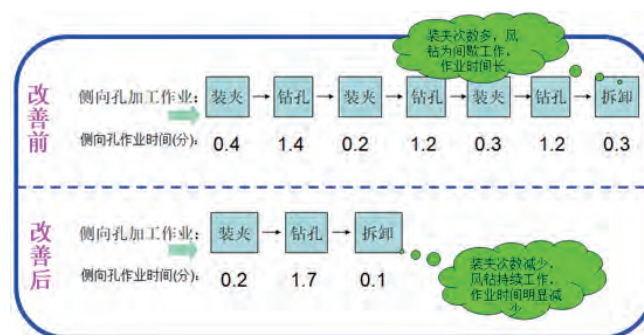 装夹次数多，风
钻为间歇工作，
作业时间长
改善前
侧向孔加工作业：
装夹 钻孔 装夹 钻孔 装夹 钻孔 拆卸
侧向孔作业时间(分)：
0.4 1.4 0.2 1.2 0.3 1.2 0.3
改善后
侧向孔加工作业：
装夹 钻孔 拆卸
侧向孔作业时间(分)：
0.2 1.7 0.1
装夹次数减少，
风钻持续工作，
作业时间明显减
少